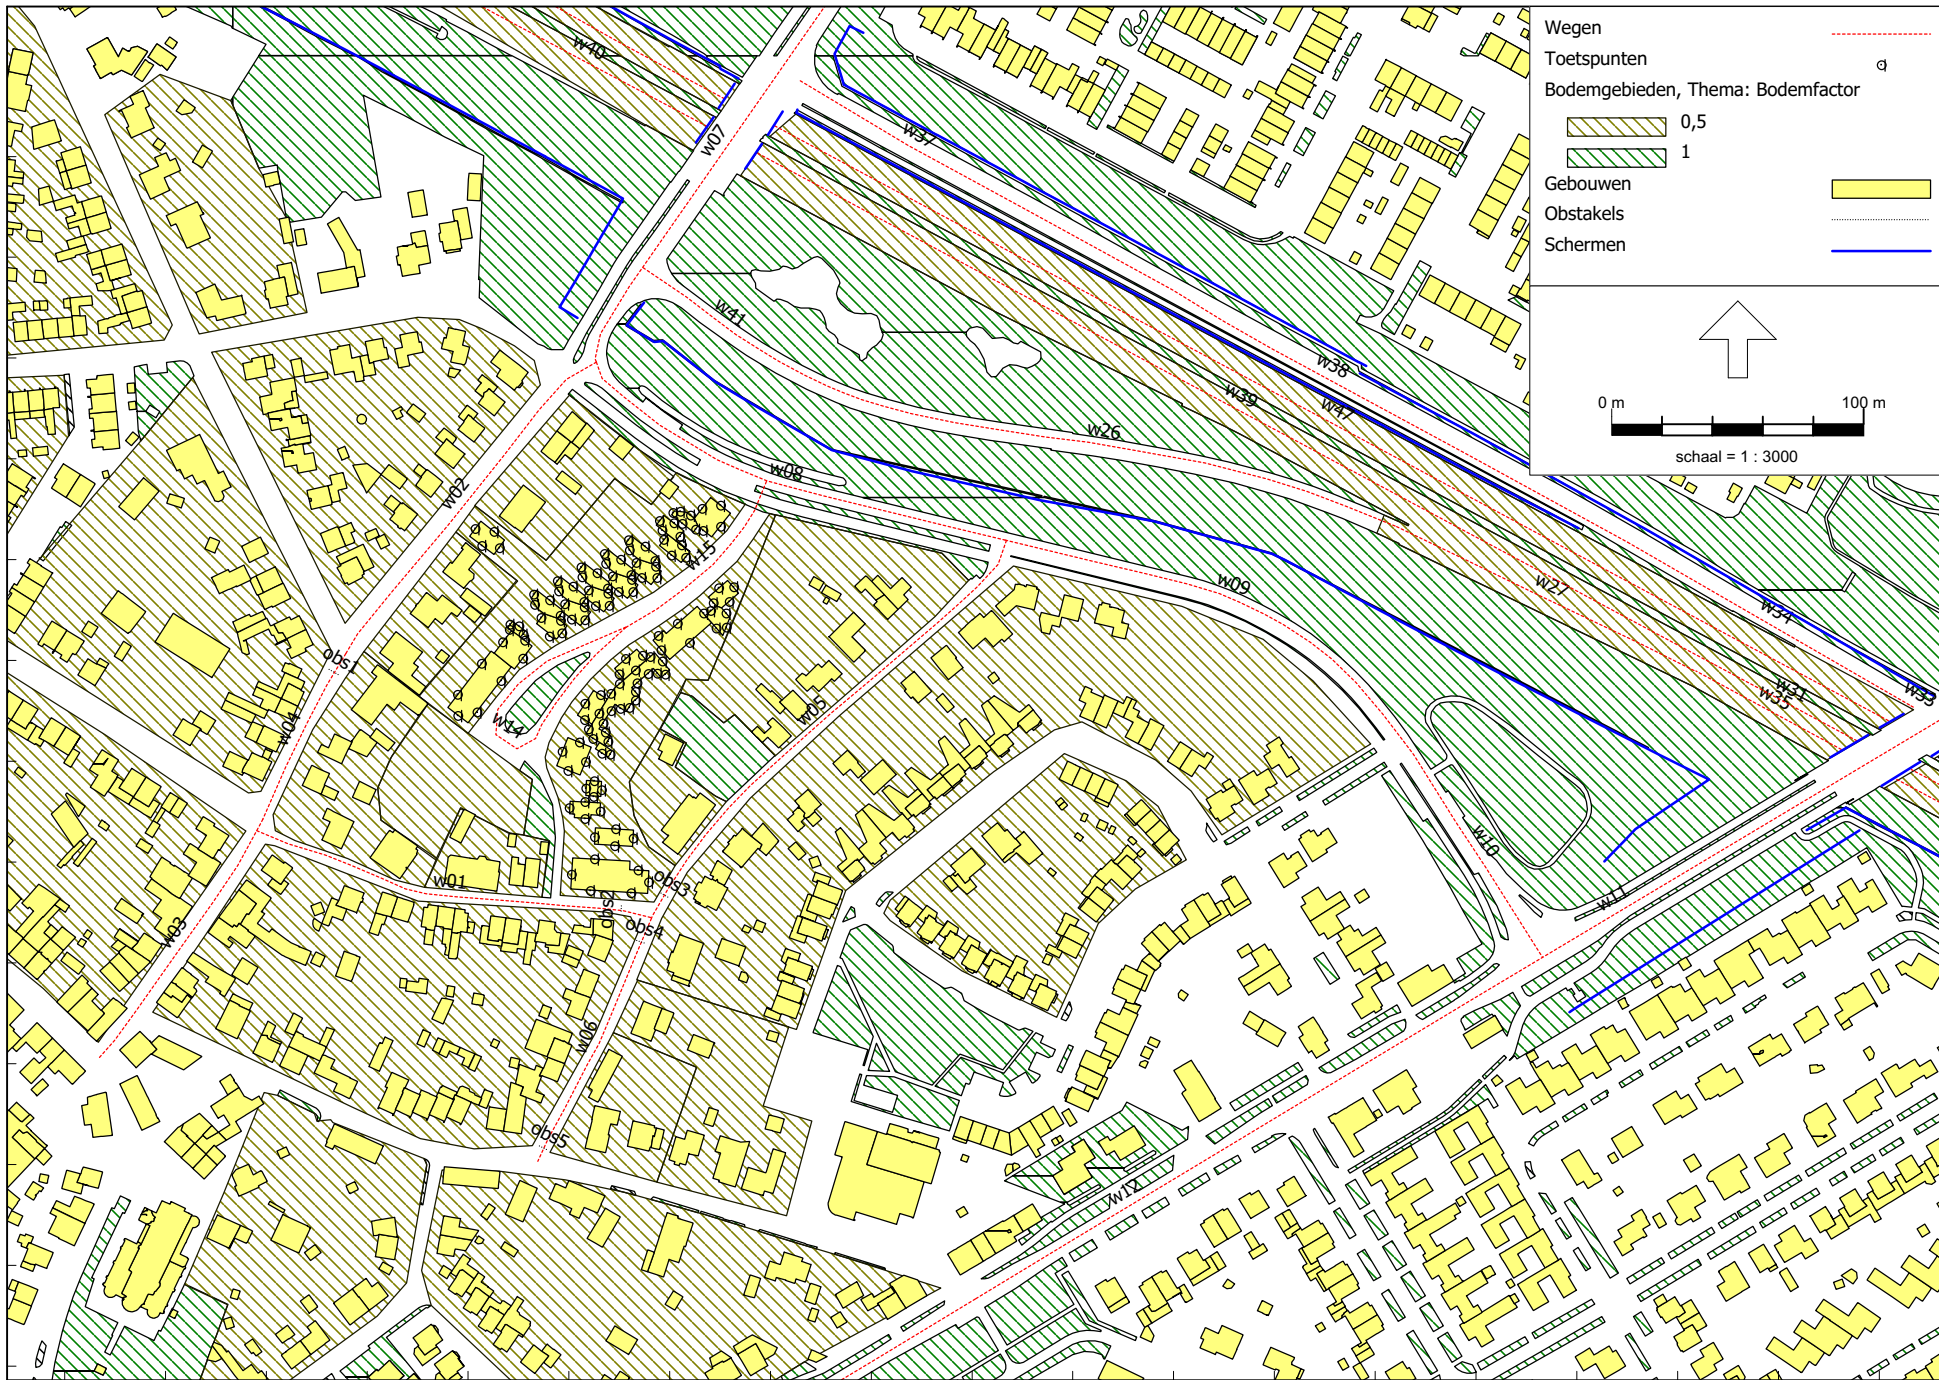 Wegen
Toetspunten
Bodemgebieden, Thema: Bodemfactor
0,5
1
Gebouwen
Obstakels
Schermen
0 m 100 m
schaal = 1 : 3000
w40
w07
w37
w41
w38
w39
w47
w26
w08
w02
w15
w09
w27
w34
w33
w31
w35
obs1
w04
w14
w05
w10
w11
w01
obs3
obs2
obs4
w03
w06
obs5
w12